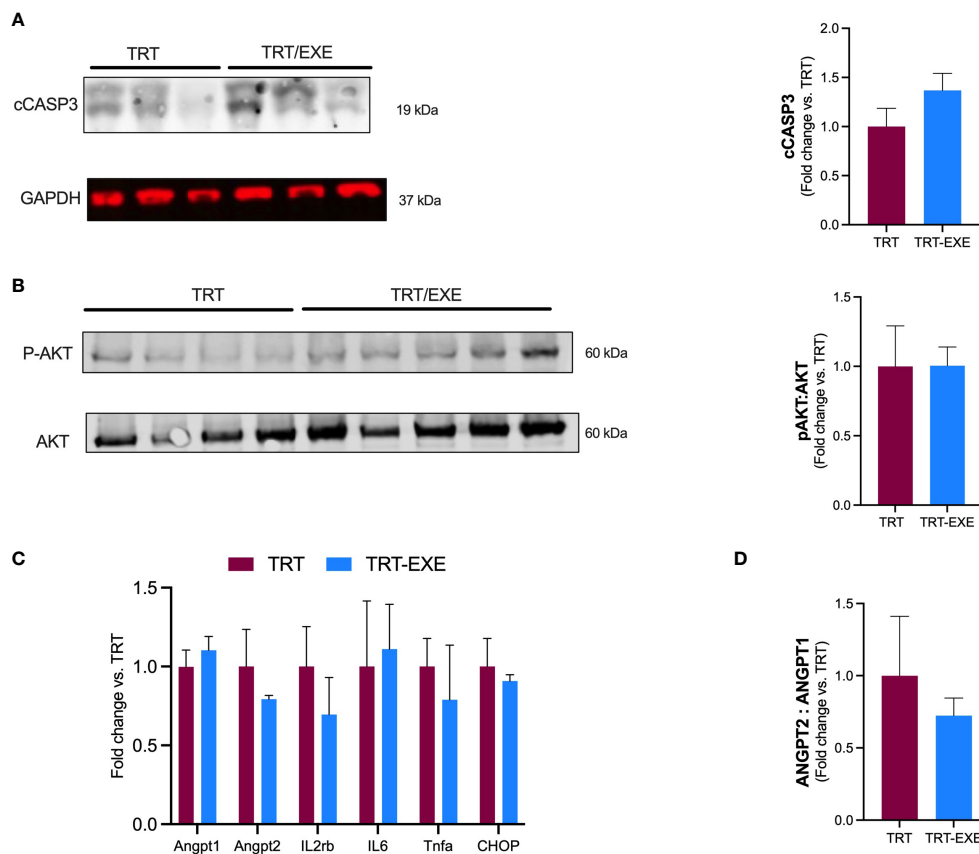 A
TRT TRT/EXE
cCASP3 19 kDa
GAPDH 37 kDa
cCASP3
(Fold change vs. TRT)
2.0
1.5
1.0
0.5
0.0
TRT TRT-EXE
B
TRT TRT/EXE
P-AKT 60 kDa
AKT 60 kDa
pAKT:AKT
(Fold change vs. TRT)
1.5
1.0
0.5
0.0
TRT TRT-EXE
C
TRT TRT-EXE
Fold change vs. TRT
1.5
1.0
0.5
0.0
Angpt1 Angpt2 IL2rb IL6 Tnfa CHOP
D
ANGPT2 : ANGPT1
(Fold change vs. TRT)
1.5
1.0
0.5
0.0
TRT TRT-EXE